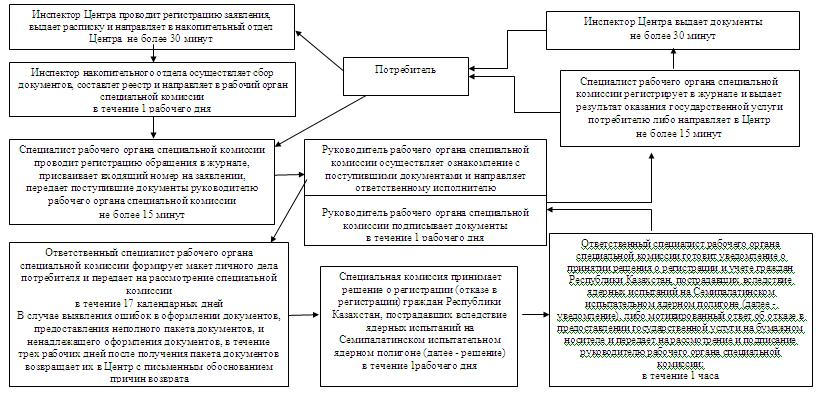 Инспектор Центра проводит регистрацию заявления,
выдает расписку и направляет в накопительный отдел
Центра не более 30 минут
Инспектор Центра выдает документы
не более 30 минут
Потребитель
Инспектор накопительного отдела осуществляет сбор
документов, составлет реестр и направляет в рабочий орган
специальной комиссии
в течение 1 рабочего дня
Специалист рабочего органа специальной
комиссии регистрирует в журнале и выдает
результат оказания государственной услуги
потребителю либо направляет в Центр
не более 15 минут
Специалист рабочего органа специальной комиссии
проводит регистрацию обращения в журнале,
присваивает входящий номер на заявлении,
передает поступившие документы руководителю
рабочего органа специальной комиссии
не более 15 минут
Руководитель рабочего органа специальной
комиссии осуществляет ознакомление с
поступившими документами и направляет
ответственному исполнителю
Руководитель рабочего органа специальной
комиссии подписывает документы
в течение 1 рабочего дня
Ответственный специалист рабочего органа
специальной комиссии формирует макет личного дела
потребителя и передает на рассмотрение специальной
комиссии
в течение 17 календарных дней
В случае выявления ошибок в оформлении документов,
предоставления неполного пакета документов, и
ненадлежащего оформления документов, в течение
трех рабочих дней после получения пакета документов
возвращает их в Центр с письменным обоснованием
причин возврата
Специальная комиссия принимает
решение о регистрации (отказе в
регистрации) граждан Республики
Казахстан, пострадавших вследствие
ядерных испытаний на
Семипалатинском испытательном
ядерном полигоне (далее - решение)
в течение 1рабочего дня
Ответственный специалист рабочего органа
специальной комиссии готовит уведомление о
принятии решения о регистрации и учете граждан
Республики Казахстан, пострадавших вследствие
ядерных испытаний на Семипалатинском
испытательном ядерном полигоне (далее -
уведомление), либо мотивированный ответ об отказе в
предоставлении государственной услуги на бумажном
носителе и передает на рассмотрение и подписание
руководителю рабочего органа специальной
комиссии;
в течение 1 часа